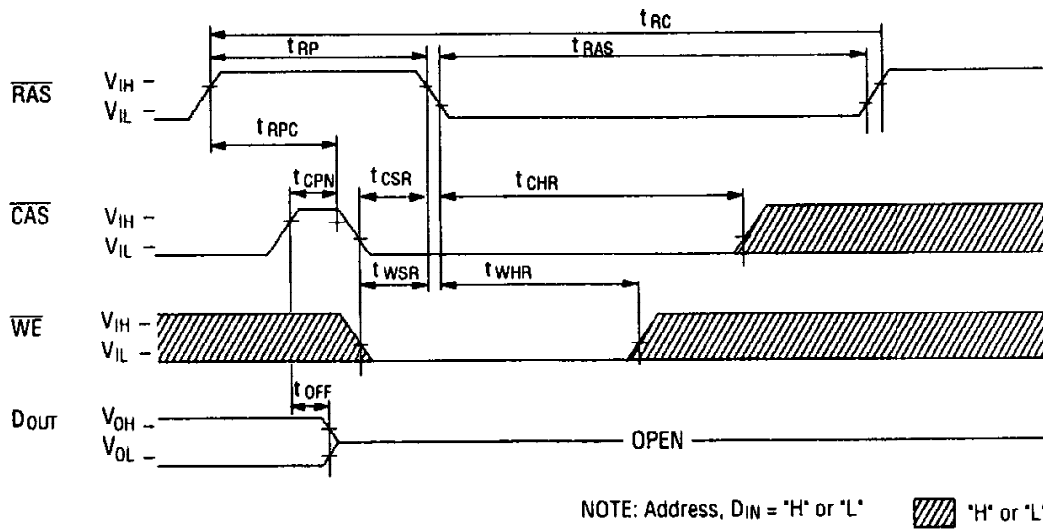 tRC
tRP
tRAS
RAS
VIH
VIL
tRPC
tCPN
tCSR
tCHR
CAS
VIH
VIL
tWSR
tWHR
WE
VIH
VIL
tOFF
DOUT
VOH
VOL
OPEN
NOTE: Address, DIN = "H" or "L"
"H" or "L"